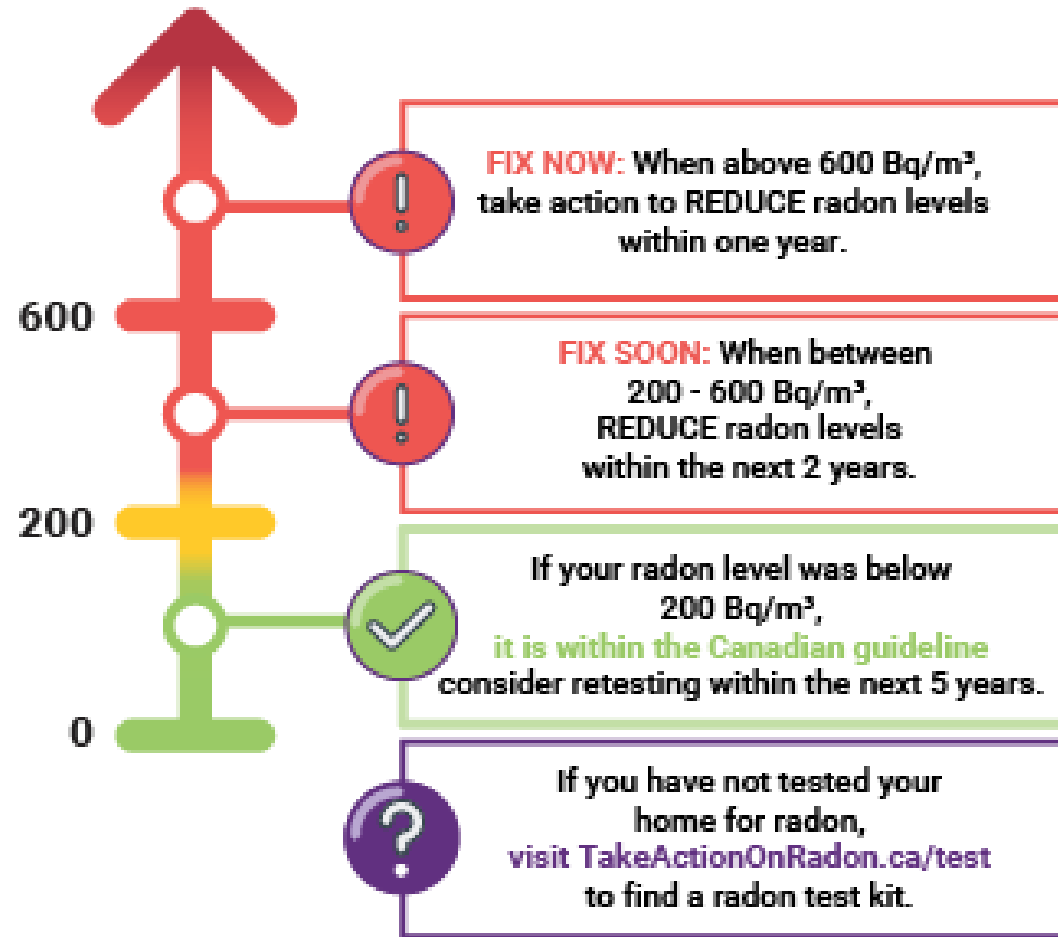 FIX NOW: When above 600 Bq/m³,
take action to REDUCE radon levels
within one year.
600
FIX SOON: When between
200 - 600 Bq/m³,
REDUCE radon levels
within the next 2 years.
200
If your radon level was below
200 Bq/m³,
it is within the Canadian guideline
consider retesting within the next 5 years.
0
If you have not tested your
home for radon,
visit TakeActionOnRadon.ca/test
to find a radon test kit.